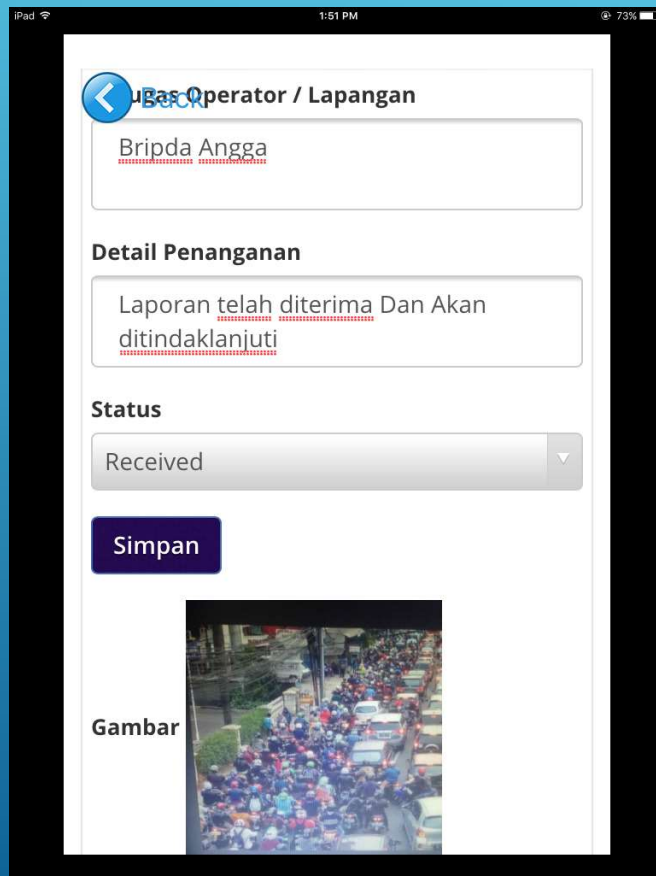 iPad 1:51 PM 73%
Back ugas Operator / Lapangan
Bripda Angga
Detail Penanganan
Laporan telah diterima Dan Akan
ditindaklanjuti
Status
Received
Simpan
Gambar